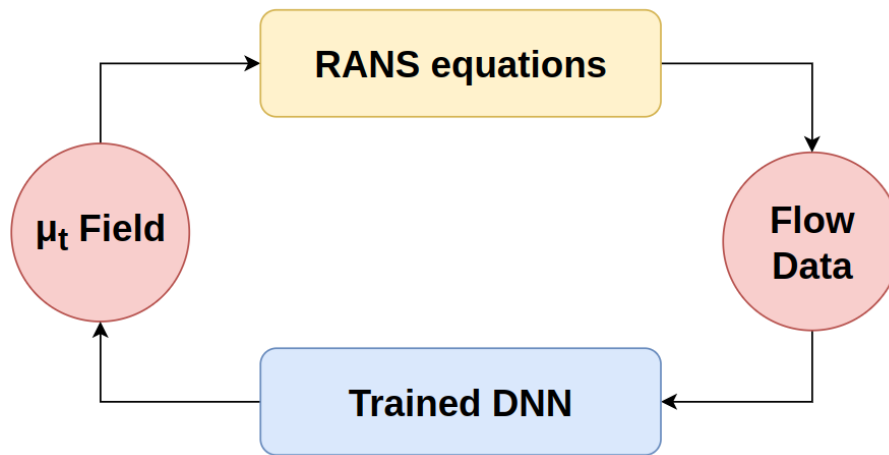 RANS equations
μt Field
Flow
Data
Trained DNN